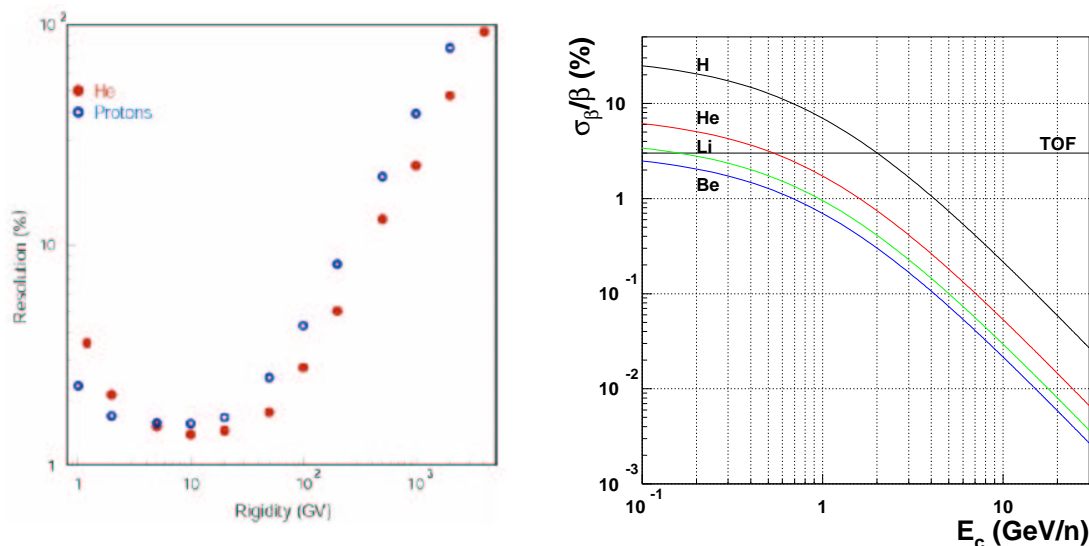 10²
He
Protons
10
1
Resolution (%)
1
10
10²
10³
Rigidity (GV)
σβ/β (%)
10
1
10⁻¹
10⁻²
10⁻³
H
He
Li
Be
TOF
10⁻¹
1
10
E_c (GeV/n)